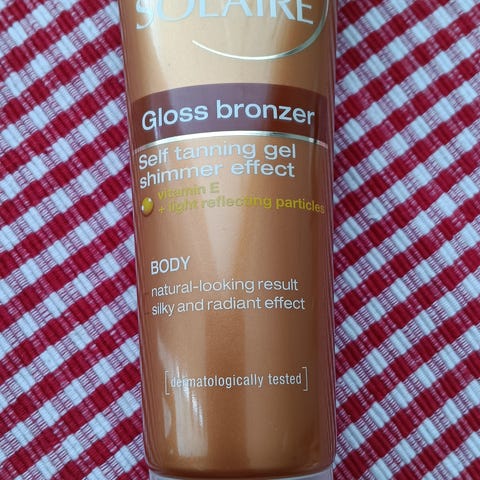 SOLAIRE
Gloss bronzer
Self tanning gel
shimmer effect
vitamin E
+ light reflecting particles
BODY
natural-looking result
silky and radiant effect
[dermatologically tested]